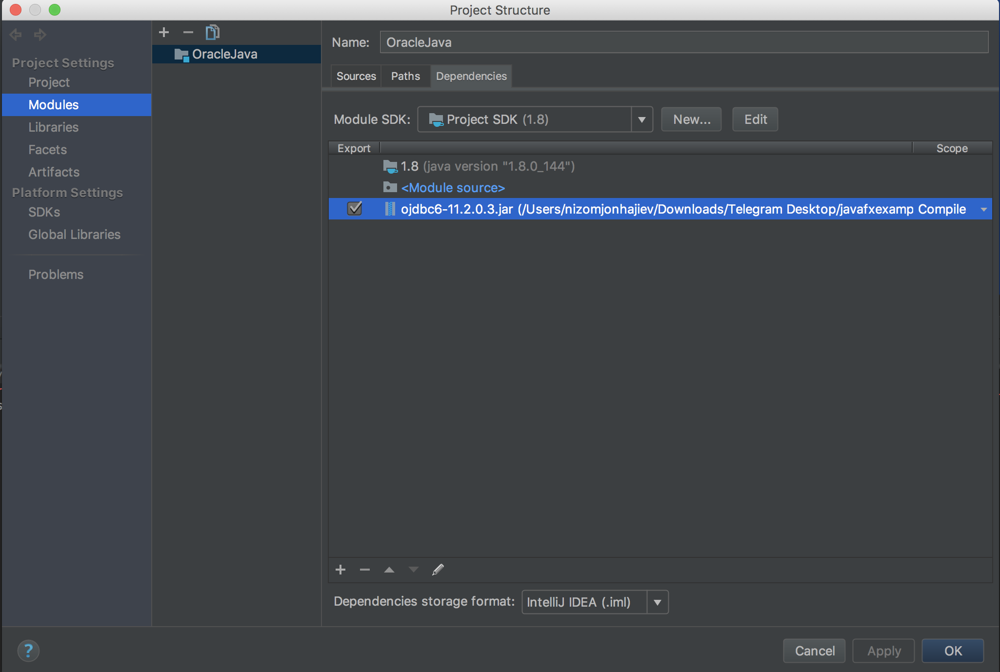 Project Structure
Project Settings
Project
Modules
Libraries
Facets
Artifacts
Platform Settings
SDKs
Global Libraries
Problems
OracleJava
Name: OracleJava
Sources Paths Dependencies
Module SDK: Project SDK (1.8) New... Edit
Export Scope
1.8 (java version "1.8.0_144")
<Module source>
ojdbc6-11.2.0.3.jar (/Users/nizomjonhajiev/Downloads/Telegram Desktop/javafxexamp Compile
Dependencies storage format: IntelliJ IDEA (.iml)
? Cancel Apply OK